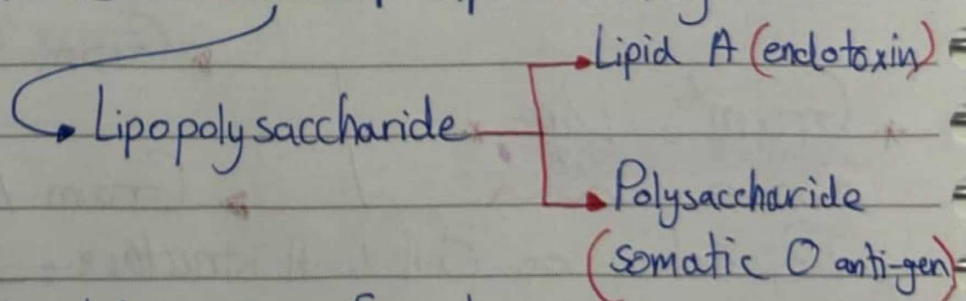 Lipid A (endotoxin)
Lipopolysaccharide
Polysaccharide
(somatic O anti-gen)